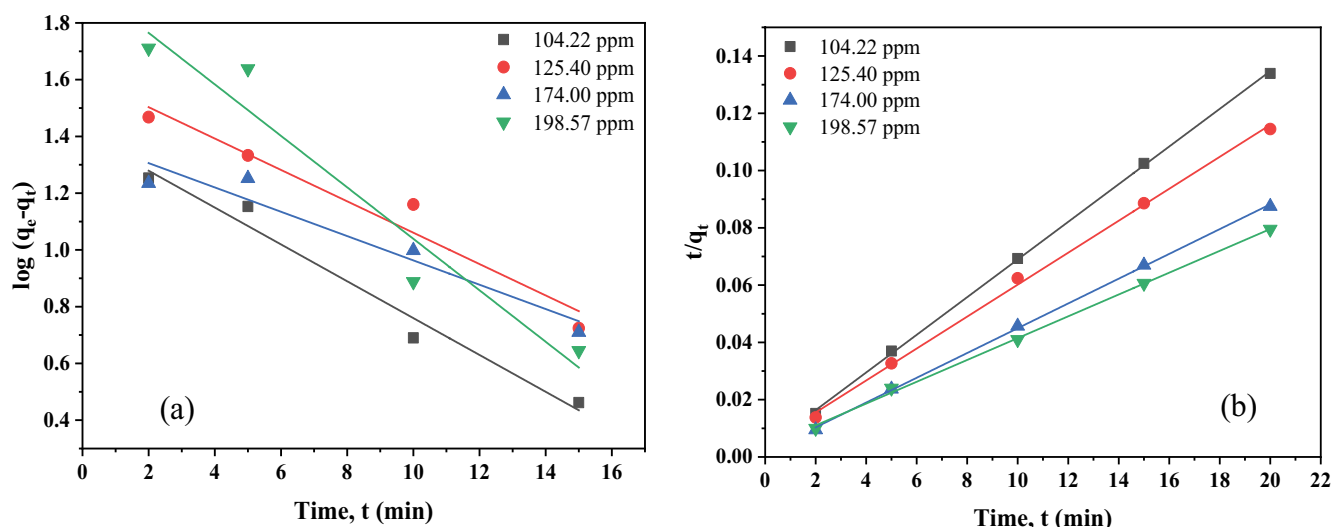 1.8
1.6
1.4
1.2
1.0
0.8
0.6
0.4
log (qₑ-qₜ)
104.22 ppm
125.40 ppm
174.00 ppm
198.57 ppm
(a)
0 2 4 6 8 10 12 14 16
Time, t (min)
0.14
0.12
0.10
0.08
0.06
0.04
0.02
0.00
t/qₜ
104.22 ppm
125.40 ppm
174.00 ppm
198.57 ppm
(b)
0 2 4 6 8 10 12 14 16 18 20 22
Time, t (min)